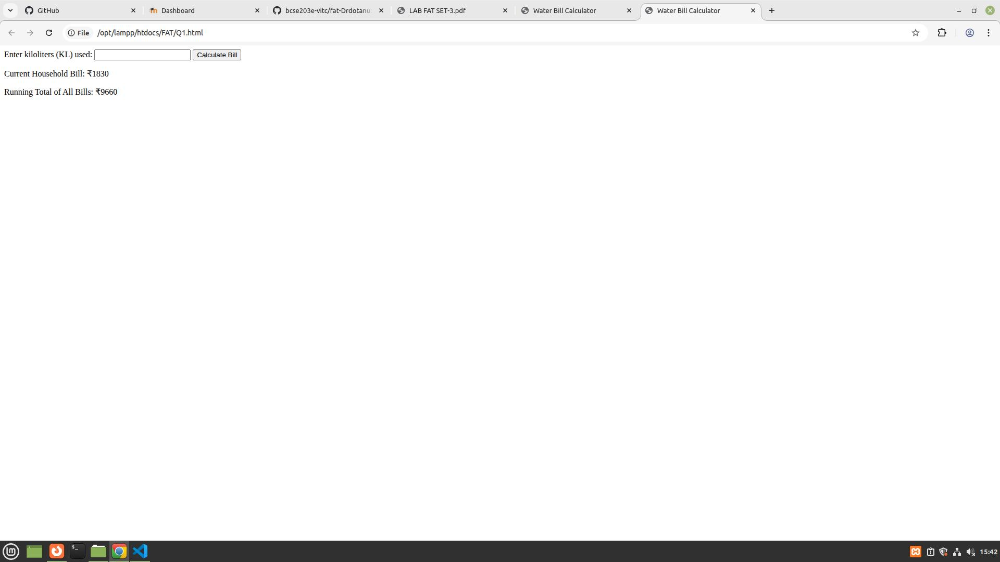 GitHub
Dashboard
bcse203e-vitc/fat-Drdotanu
LAB FAT SET-3.pdf
Water Bill Calculator
Water Bill Calculator
File /opt/lampp/htdocs/FAT/Q1.html
Enter kiloliters (KL) used: Calculate Bill
Current Household Bill: ₹1830
Running Total of All Bills: ₹9660
15:42